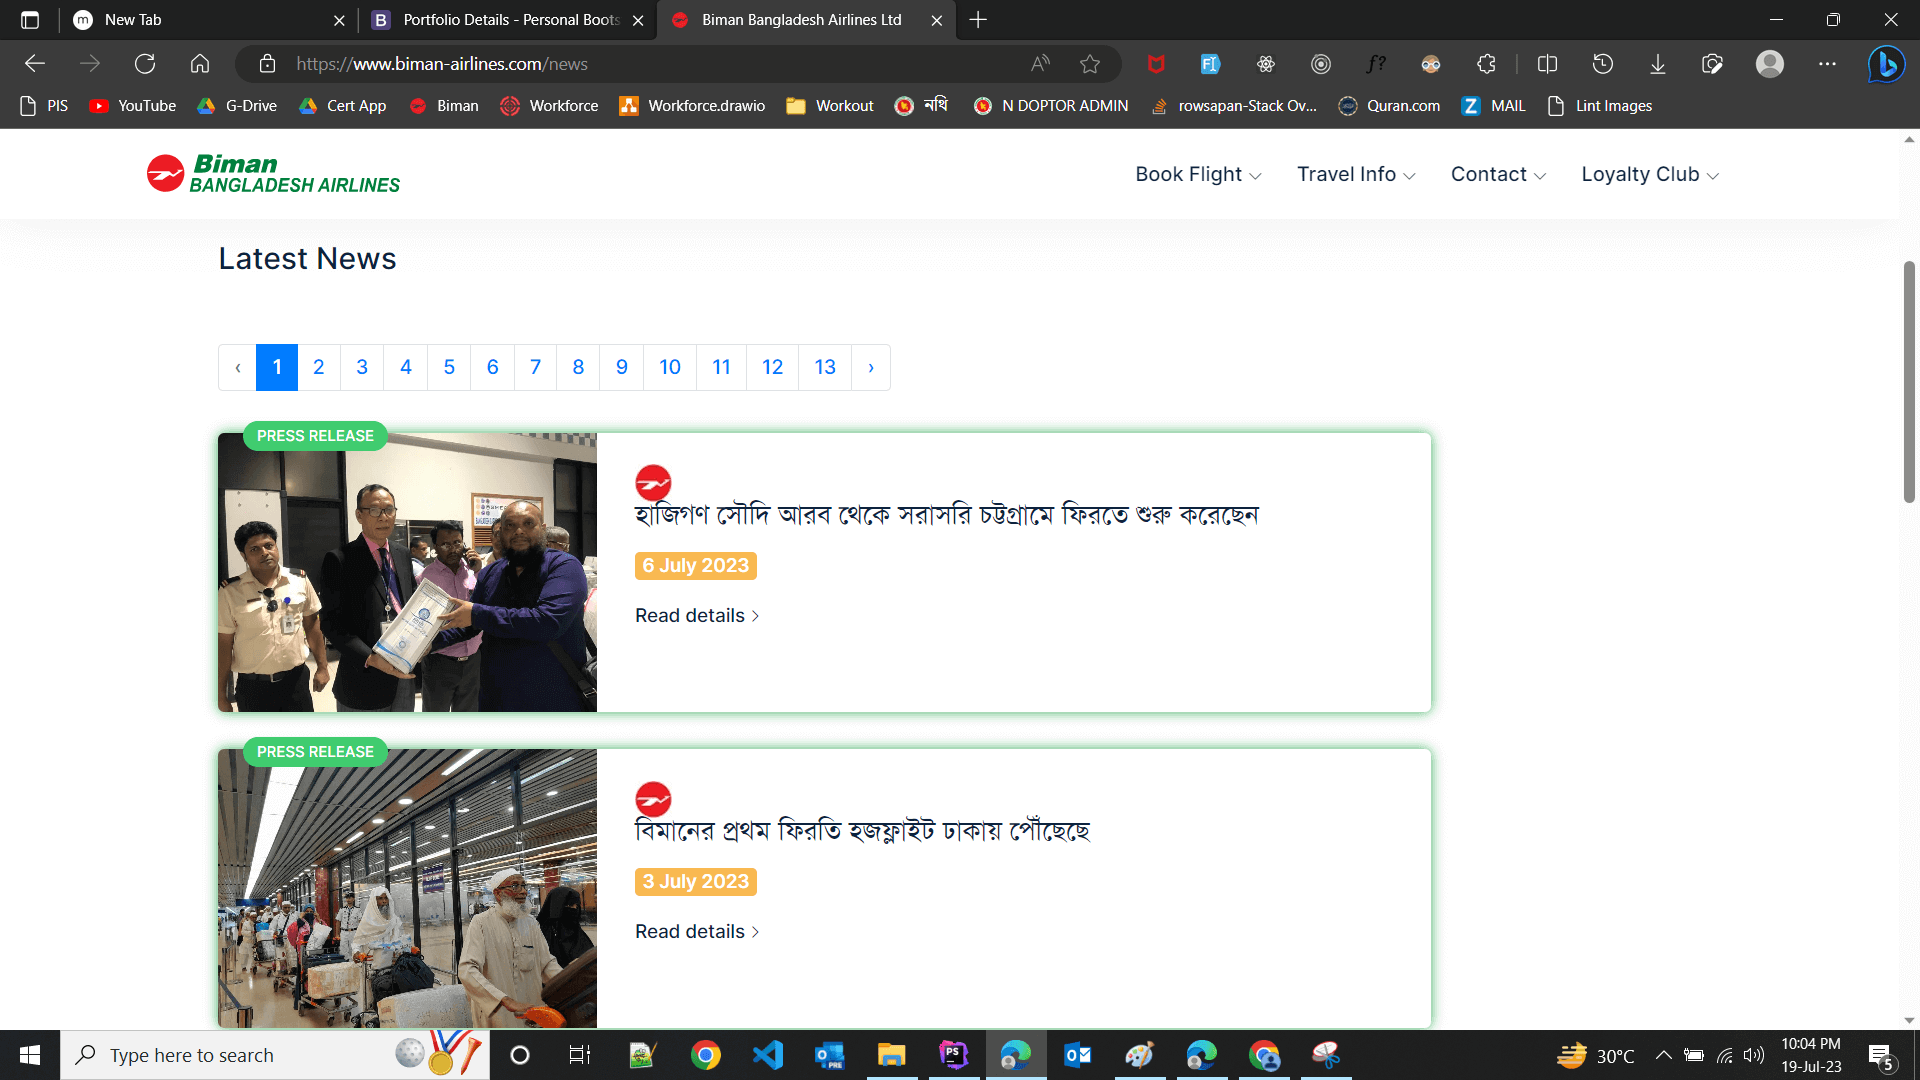 New Tab
Portfolio Details - Personal Boots
Biman Bangladesh Airlines Ltd
https://www.biman-airlines.com/news
PIS
YouTube
G-Drive
Cert App
Biman
Workforce
Workforce.drawio
Workout
নথি
N DOPTOR ADMIN
rowsapan-Stack Ov...
Quran.com
MAIL
Lint Images
Biman
BANGLADESH AIRLINES
Book Flight
Travel Info
Contact
Loyalty Club
Latest News
‹ 1 2 3 4 5 6 7 8 9 10 11 12 13 ›
PRESS RELEASE
হাজিগণ সৌদি আরব থেকে সরাসরি চট্টগ্রামে ফিরতে শুরু করেছেন
6 July 2023
Read details
PRESS RELEASE
বিমানের প্রথম ফিরতি হজফ্লাইট ঢাকায় পৌঁছেছে
3 July 2023
Read details
Type here to search
30°C
10:04 PM
19-Jul-23
5